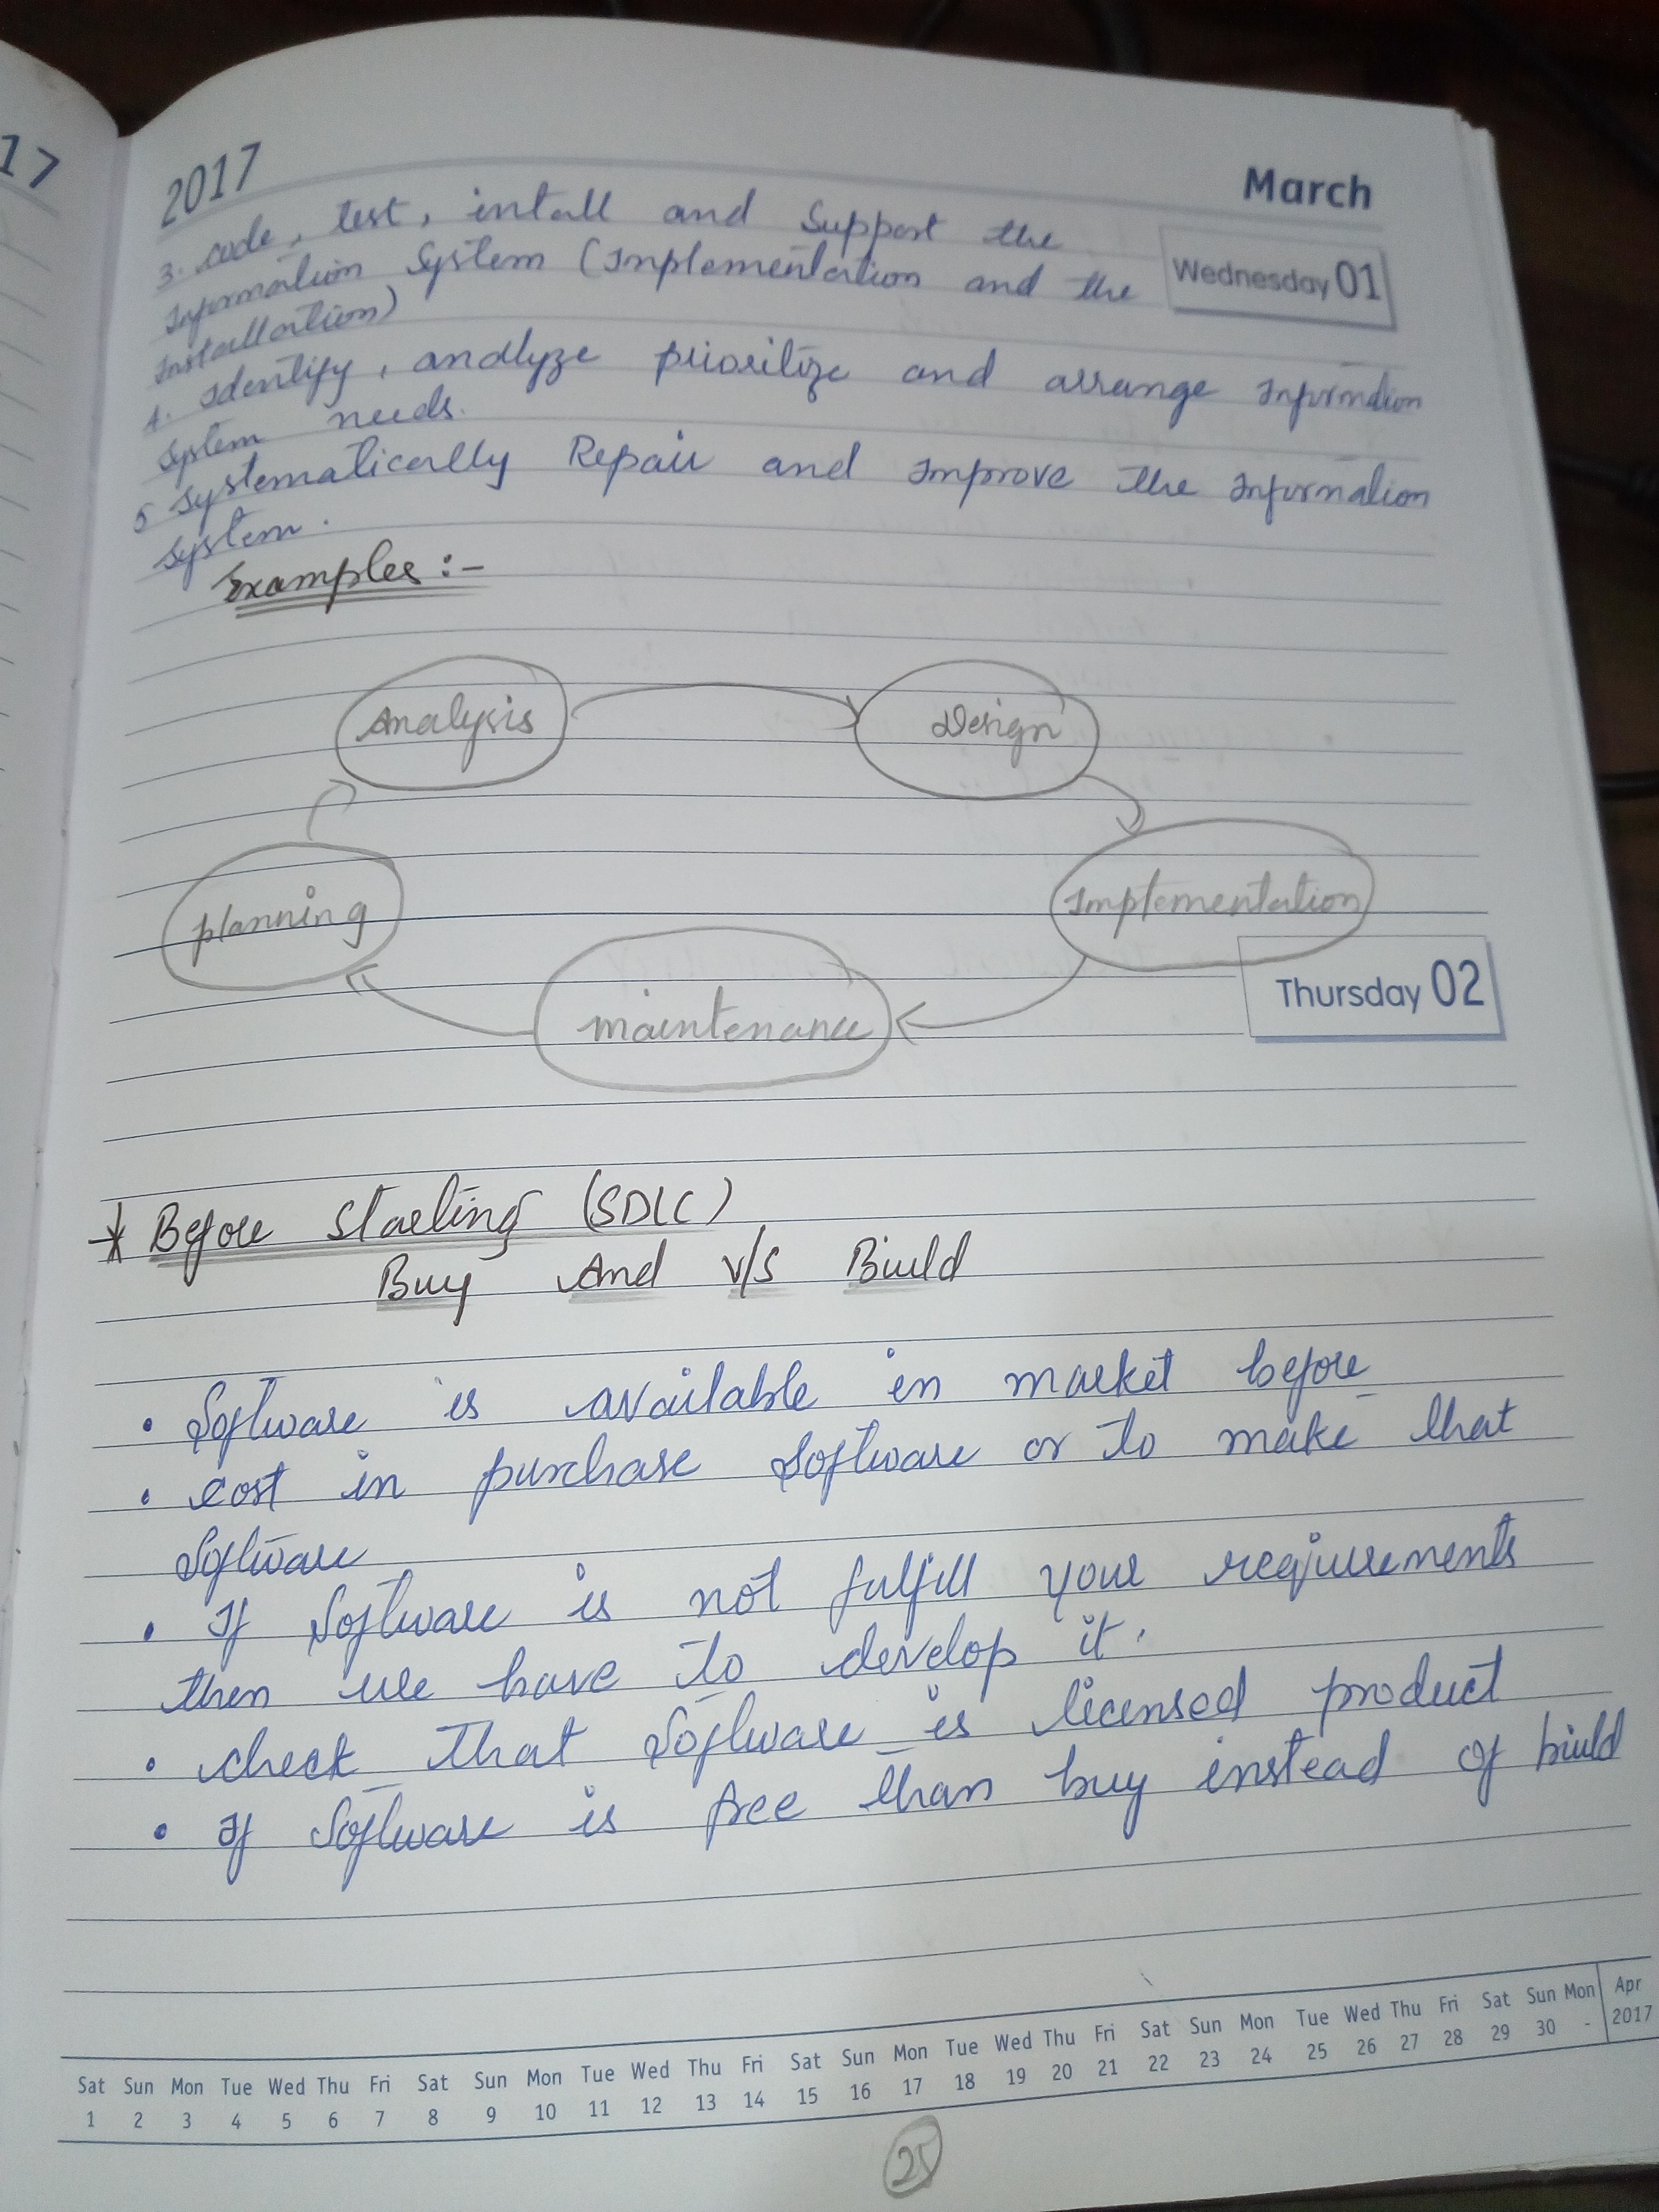 17
2017
March
3. code, test, intall and Support the
Wednesday 01
Information System (Implementation and the
Installation)
4. Identify, analyze prioritize and arrange Information
System needs.
5 Systematically Repair and Improve the Information
System.
Examples :-
Analysis
Design
Planning
Implementation
Thursday 02
maintenance
* Before Starting (SDLC)
Buy And v/s Biuld
• Software is available in market before
• cost in purchase Software or to make that
Software
• If Software is not fulfill your requirements
then we have to develop it.
• check that Software is licensed product
• If Software is free than buy instead of biuld
Sat Sun Mon Tue Wed Thu Fri Sat Sun Mon Tue Wed Thu Fri Sat Sun Mon Tue Wed Thu Fri Sat Sun Mon Tue Wed Thu Fri Sat Sun Mon Apr
1 2 3 4 5 6 7 8 9 10 11 12 13 14 15 16 17 18 19 20 21 22 23 24 25 26 27 28 29 30 - 2017
25